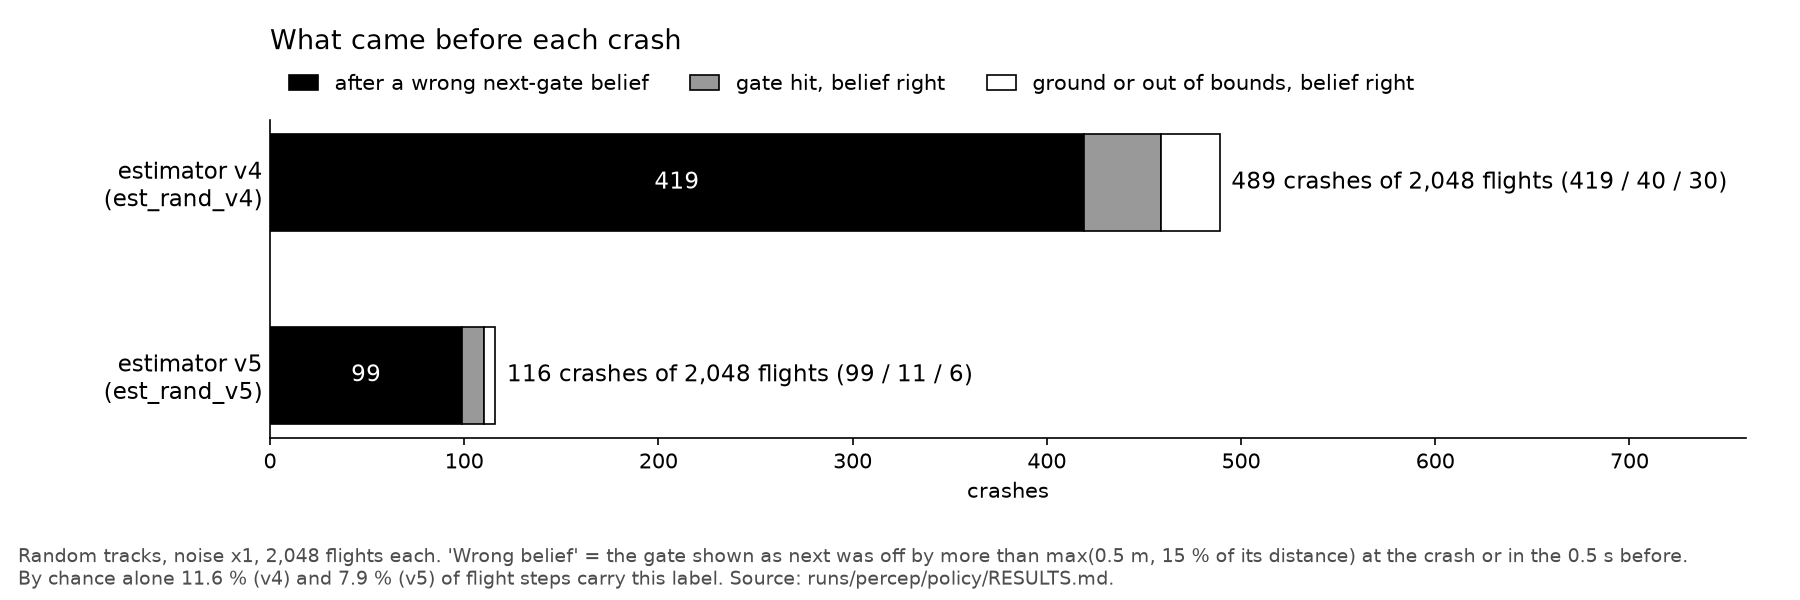 What came before each crash
after a wrong next-gate belief
gate hit, belief right
ground or out of bounds, belief right
estimator v4
(est_rand_v4)
419
489 crashes of 2,048 flights (419 / 40 / 30)
estimator v5
(est_rand_v5)
99
116 crashes of 2,048 flights (99 / 11 / 6)
0 100 200 300 400 500 600 700
crashes
Random tracks, noise x1, 2,048 flights each. 'Wrong belief' = the gate shown as next was off by more than max(0.5 m, 15 % of its distance) at the crash or in the 0.5 s before.
By chance alone 11.6 % (v4) and 7.9 % (v5) of flight steps carry this label. Source: runs/percep/policy/RESULTS.md.